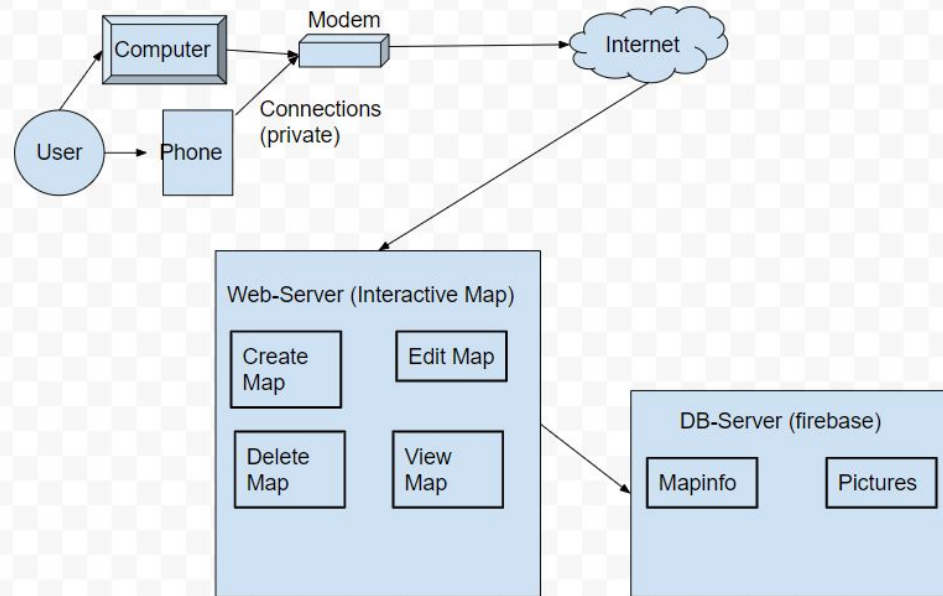 Modem
Computer
Internet
Connections
(private)
User
Phone
Web-Server (Interactive Map)
Create
Map
Edit Map
Delete
Map
View
Map
DB-Server (firebase)
Mapinfo
Pictures